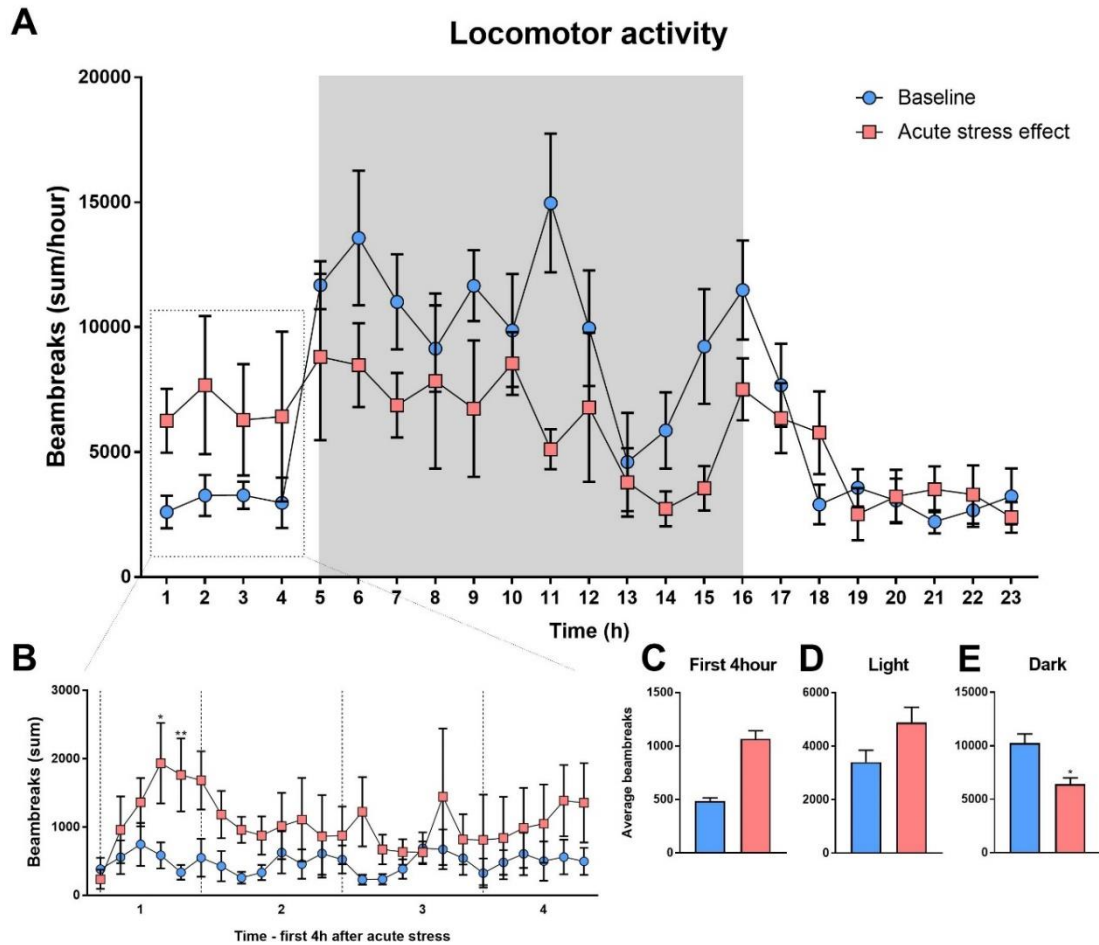 A
Locomotor activity
Beambreaks (sum/hour)
20000
15000
10000
5000
0
Baseline
Acute stress effect
1 2 3 4 5 6 7 8 9 10 11 12 13 14 15 16 17 18 19 20 21 22 23
Time (h)
B
Beambreaks (sum)
3000
2000
1000
0
*
**
1 2 3 4
Time - first 4h after acute stress
C
First 4hour
Average beambreaks
1500
1000
500
0
D
Light
6000
4000
2000
0
E
Dark
15000
10000
5000
0
*